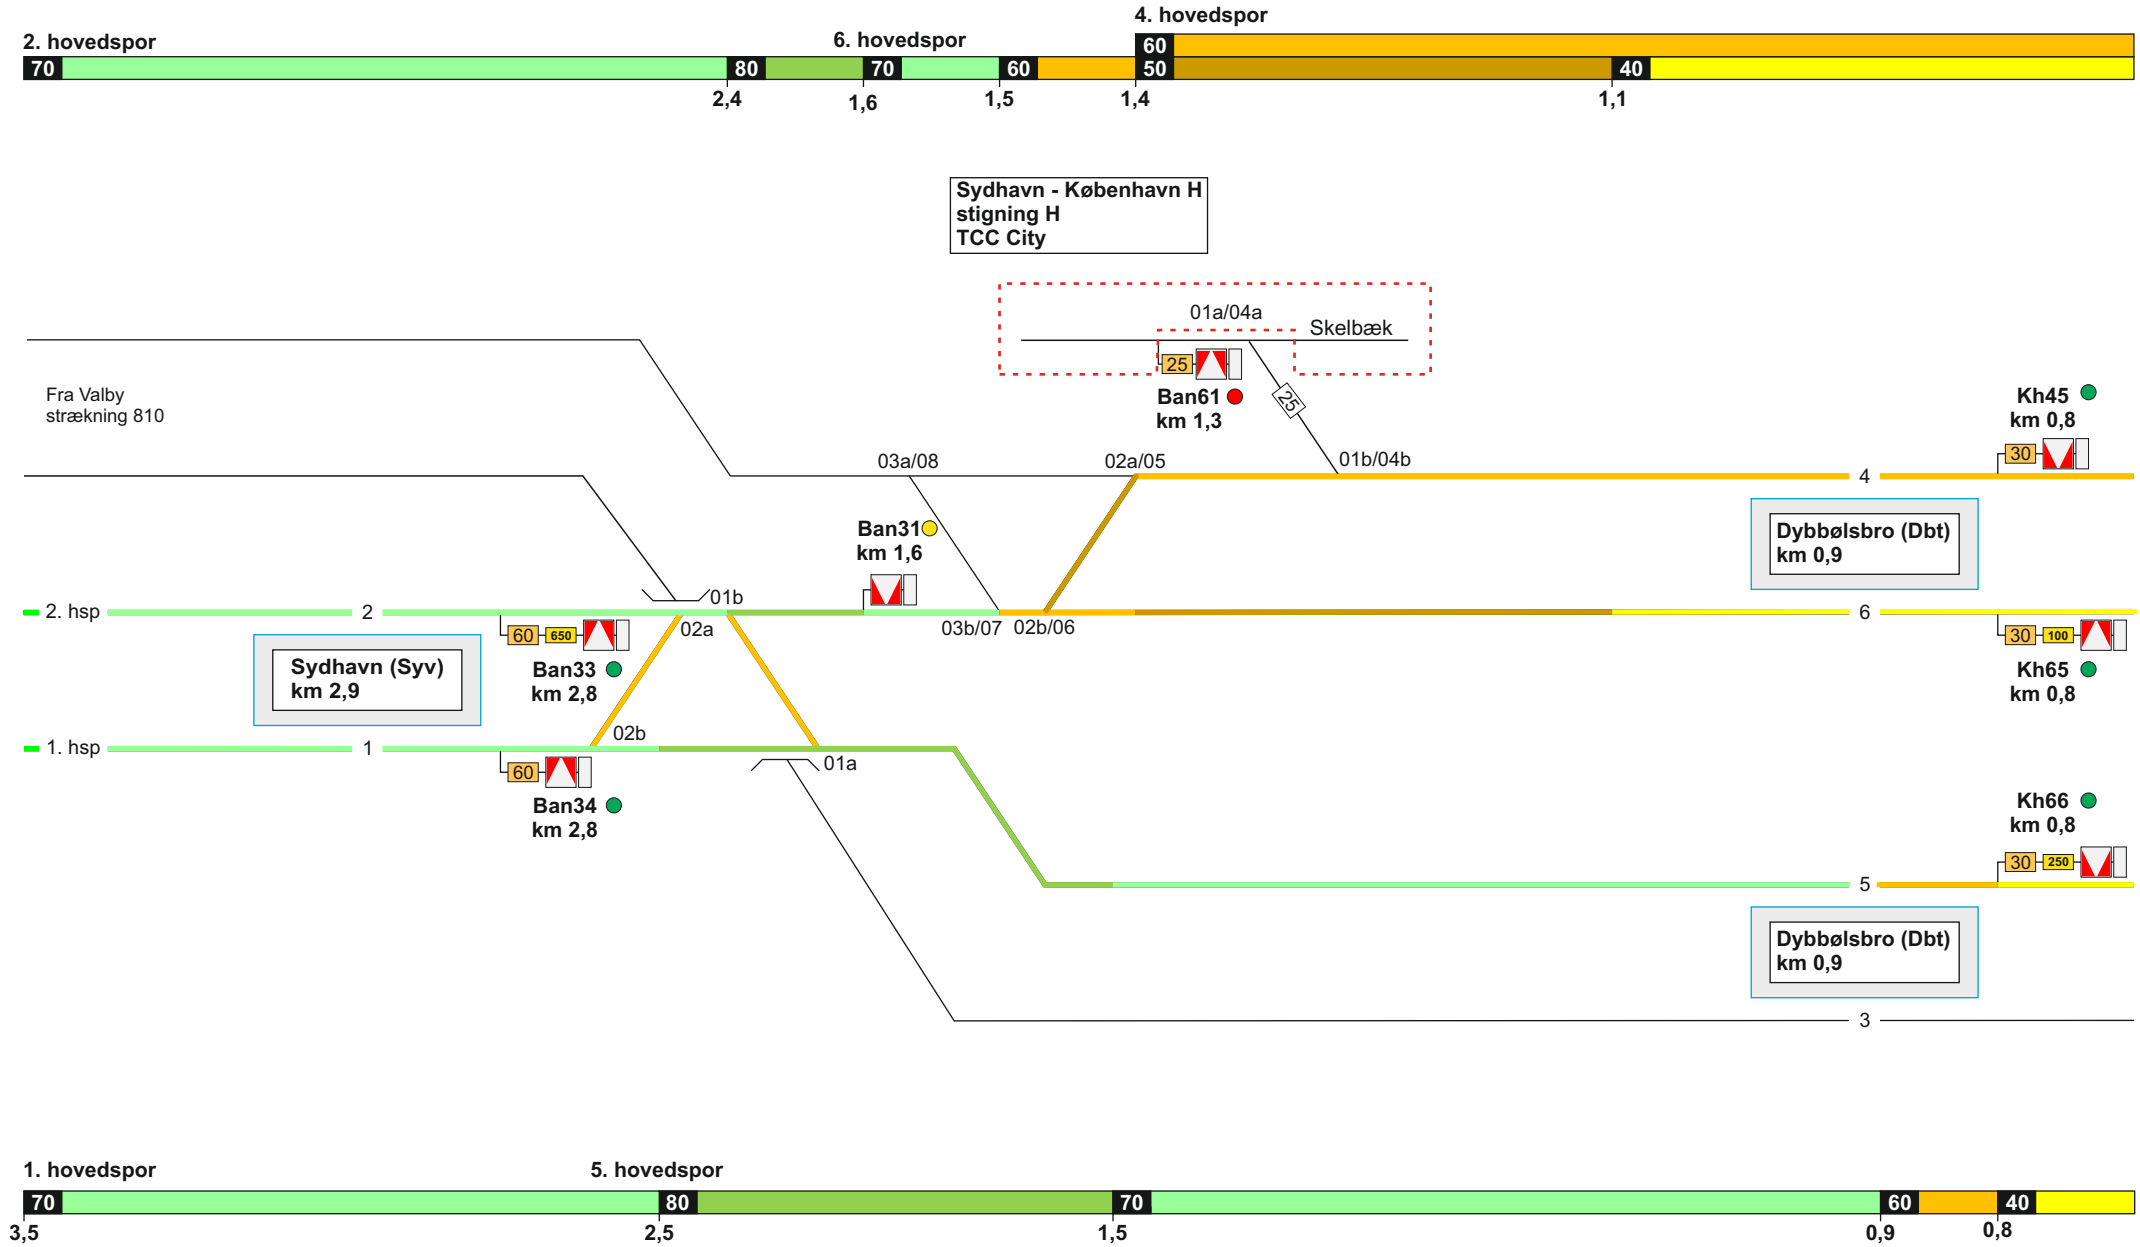 4. hovedspor
2. hovedspor
6. hovedspor
60
70
80
70
60
50
40
2,4
1,6
1,5
1,4
1,1
Sydhavn - København H
stigning H
TCC City
01a/04a
Skelbæk
25
Ban61
km 1,3
25
Fra Valby
strækning 810
Kh45
km 0,8
30
03a/08
02a/05
01b/04b
4
Ban31
km 1,6
Dybbølsbro (Dbt)
km 0,9
01b
2. hsp
2
02a
03b/07
02b/06
6
60
650
30
100
Sydhavn (Syv)
km 2,9
Ban33
km 2,8
Kh65
km 0,8
02b
1. hsp
1
01a
60
Ban34
km 2,8
Kh66
km 0,8
30
250
5
Dybbølsbro (Dbt)
km 0,9
3
1. hovedspor
5. hovedspor
70
80
70
60
40
3,5
2,5
1,5
0,9
0,8